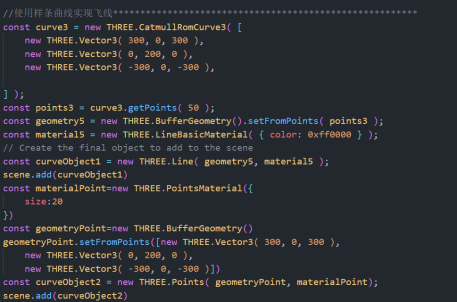 //使用样条曲线实现飞线******************************************************
const curve3 = new THREE.CatmullRomCurve3( [
new THREE.Vector3( 300, 0, 300 ),
new THREE.Vector3( 0, 200, 0 ),
new THREE.Vector3( -300, 0, -300 ),
] );
const points3 = curve3.getPoints( 50 );
const geometry5 = new THREE.BufferGeometry().setFromPoints( points3 );
const material5 = new THREE.LineBasicMaterial( { color: 0xff0000 } );
// Create the final object to add to the scene
const curveObject1 = new THREE.Line( geometry5, material5 );
scene.add(curveObject1)
const materialPoint=new THREE.PointsMaterial({
size:20
})
const geometryPoint=new THREE.BufferGeometry()
geometryPoint.setFromPoints([new THREE.Vector3( 300, 0, 300 ),
new THREE.Vector3( 0, 200, 0 ),
new THREE.Vector3( -300, 0, -300 )])
const curveObject2 = new THREE.Points( geometryPoint, materialPoint);
scene.add(curveObject2)